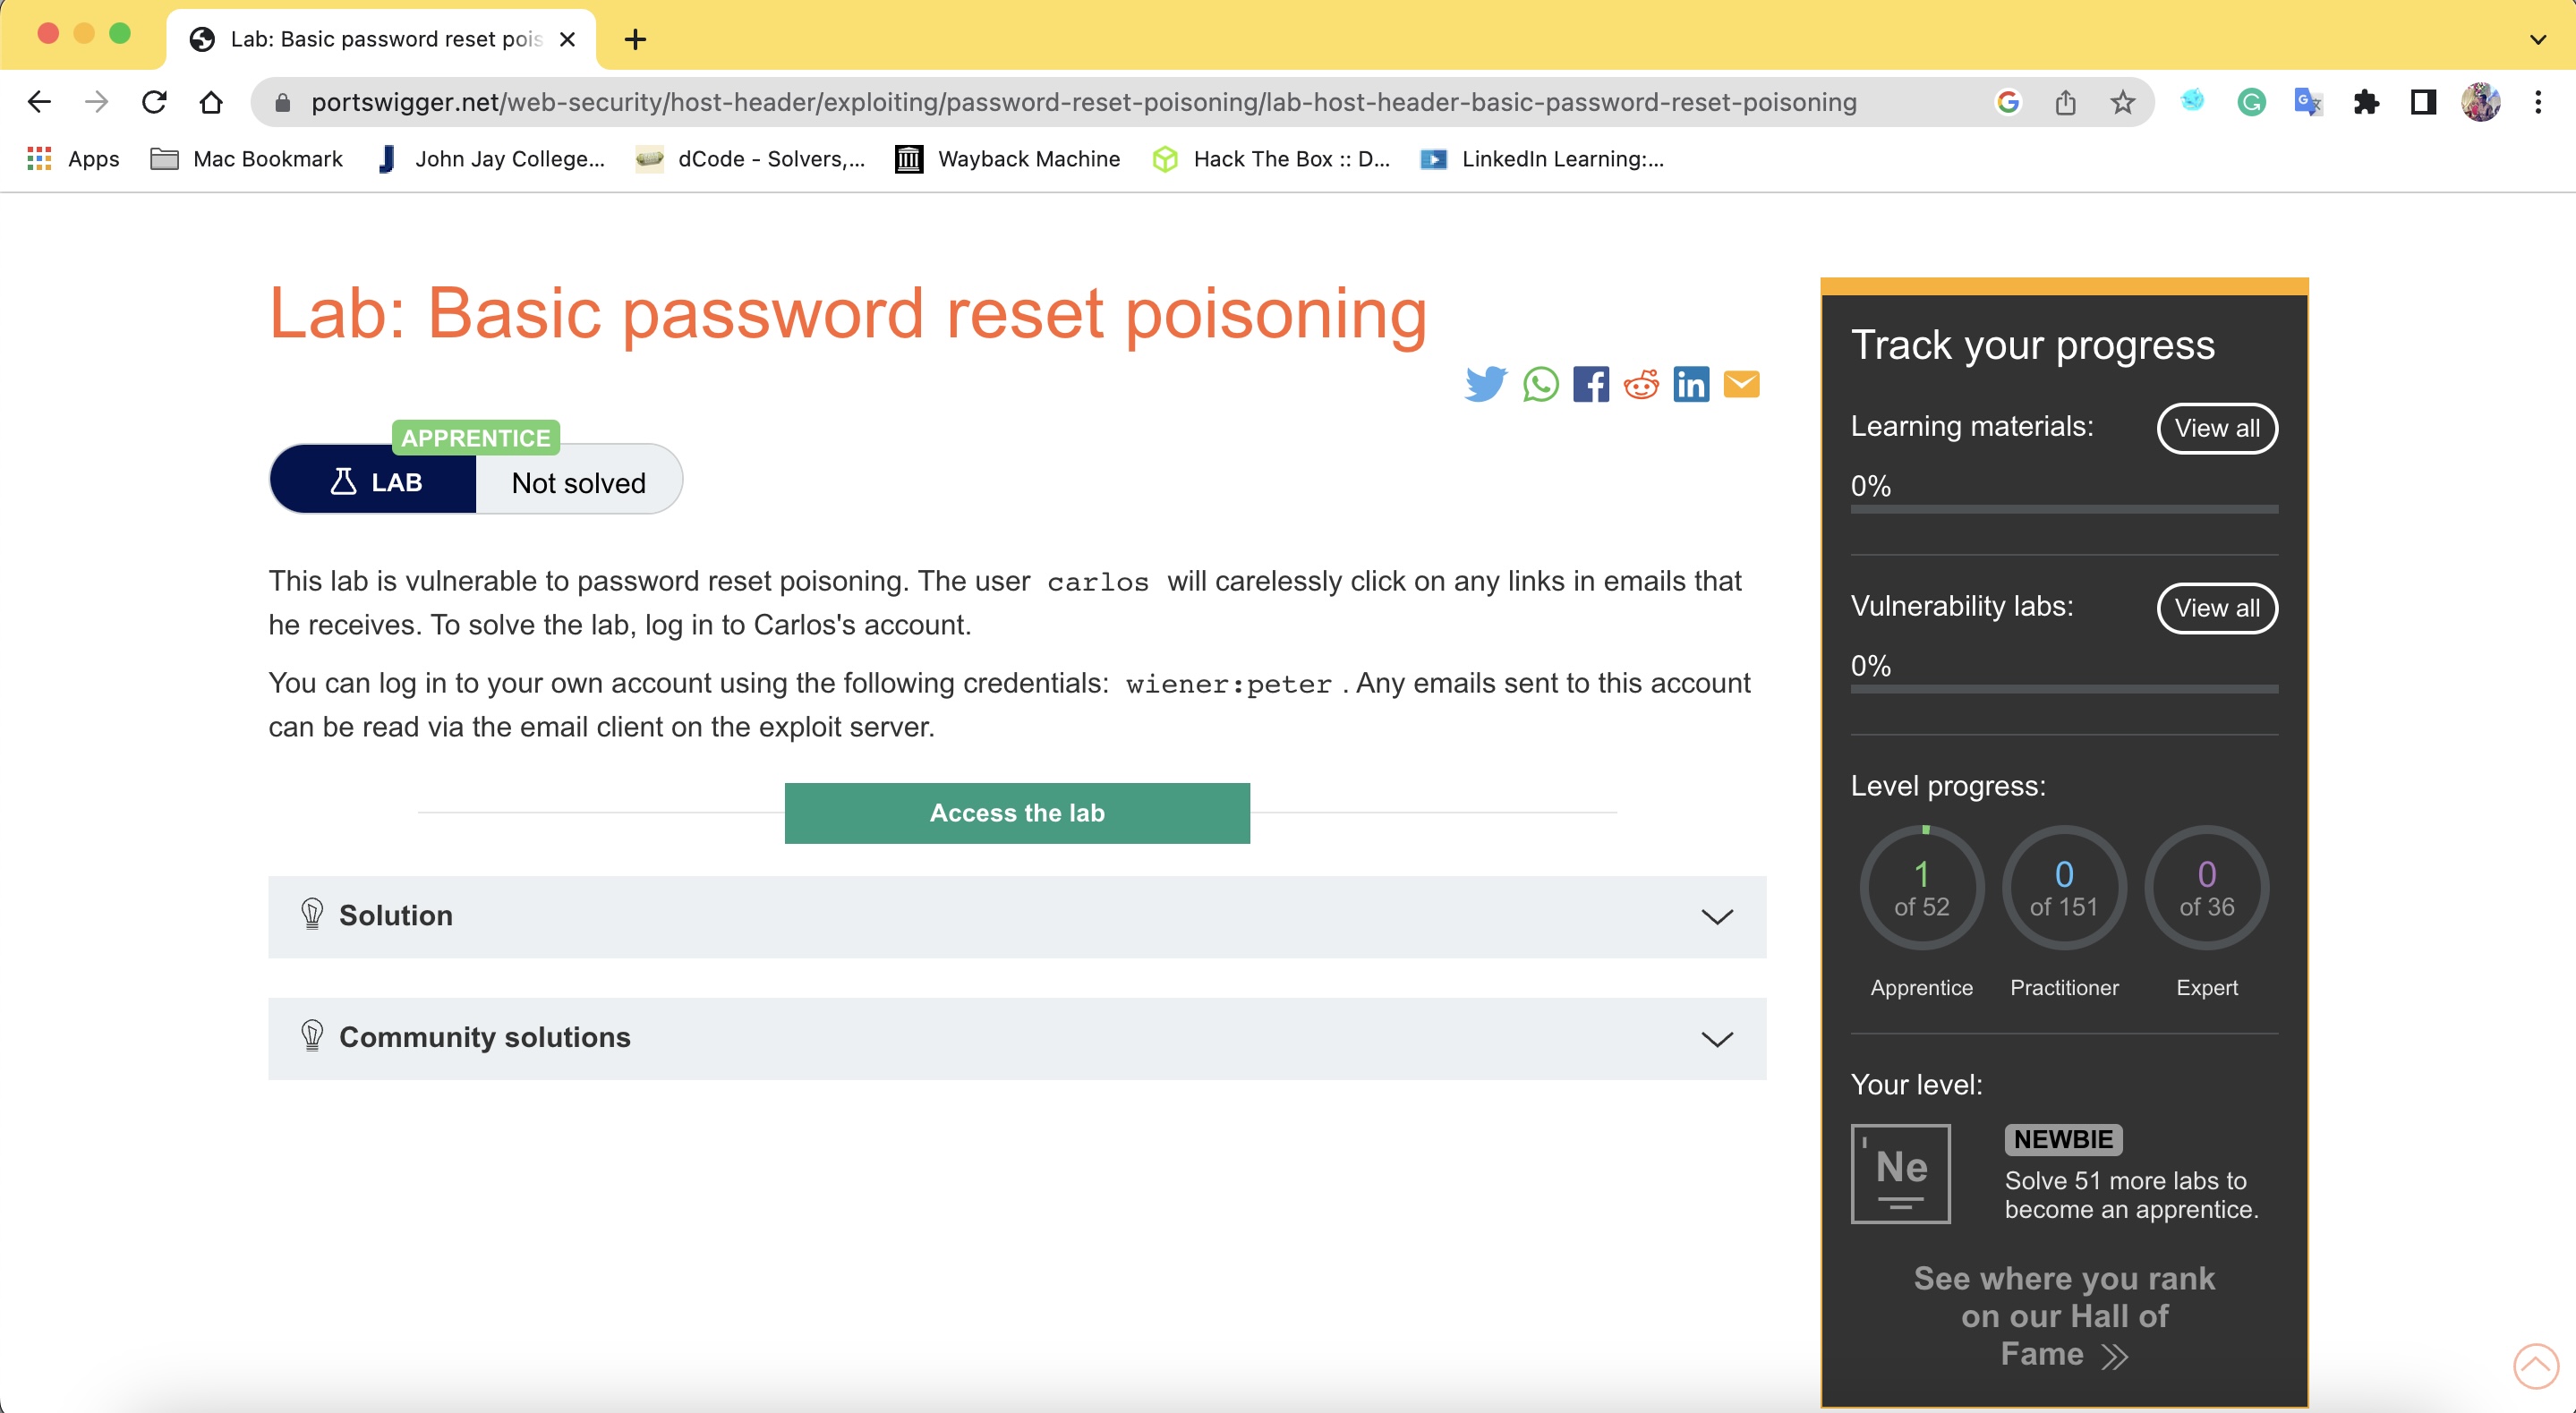 Lab: Basic password reset pois
portswigger.net/web-security/host-header/exploiting/password-reset-poisoning/lab-host-header-basic-password-reset-poisoning
Apps
Mac Bookmark
John Jay College...
dCode - Solvers,...
Wayback Machine
Hack The Box :: D...
LinkedIn Learning:...
Lab: Basic password reset poisoning
APPRENTICE
LAB
Not solved
This lab is vulnerable to password reset poisoning. The user carlos will carelessly click on any links in emails that
he receives. To solve the lab, log in to Carlos's account.
You can log in to your own account using the following credentials: wiener:peter . Any emails sent to this account
can be read via the email client on the exploit server.
Access the lab
Solution
Community solutions
Track your progress
Learning materials:
View all
0%
Vulnerability labs:
View all
0%
Level progress:
1
of 52
0
of 151
0
of 36
Apprentice
Practitioner
Expert
Your level:
Ne
NEWBIE
Solve 51 more labs to
become an apprentice.
See where you rank
on our Hall of
Fame